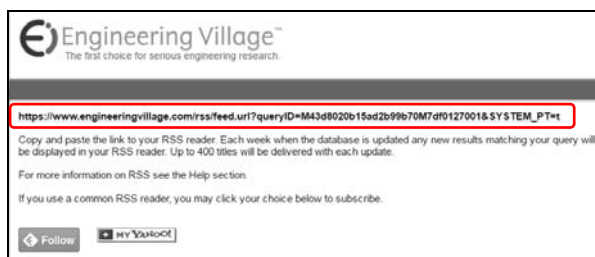 Engineering Village™
The first choice for serious engineering research.
https://www.engineeringvillage.com/rss/feed.url?queryID=M43d8020b15ad2b99b70M7df0127001&SYSTEM_PT=t
Copy and paste the link to your RSS reader. Each week when the database is updated any new results matching your query will
be displayed in your RSS reader. Up to 400 titles will be delivered with each update.
For more information on RSS see the Help section.
If you use a common RSS reader, you may click your choice below to subscribe.
Follow
MY YAHOO!